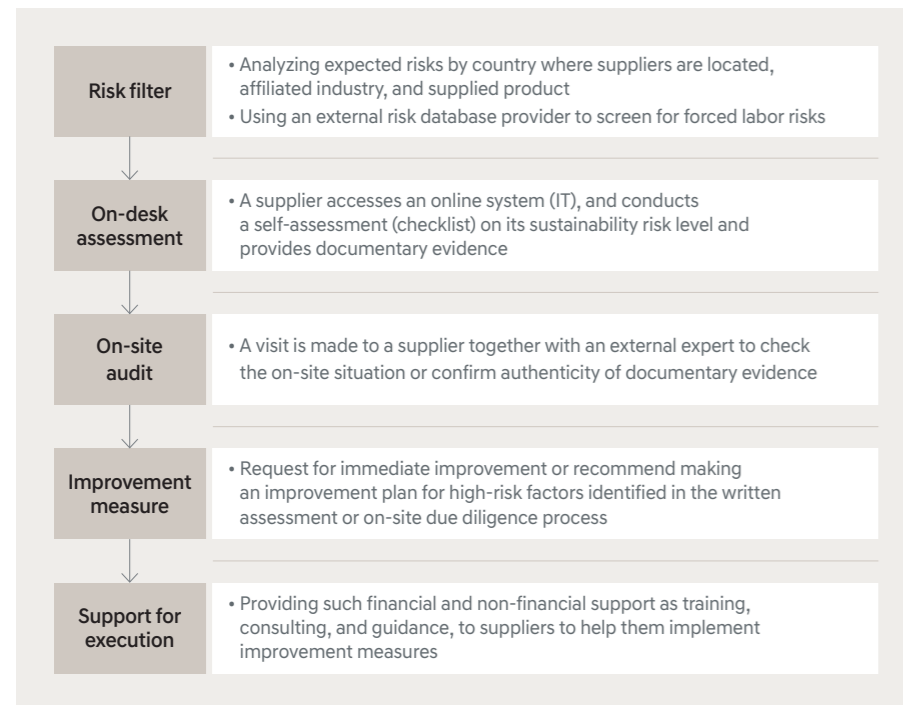 Risk filter
• Analyzing expected risks by country where suppliers are located,
affiliated industry, and supplied product
• Using an external risk database provider to screen for forced labor risks
On-desk
assessment
• A supplier accesses an online system (IT), and conducts
a self-assessment (checklist) on its sustainability risk level and
provides documentary evidence
On-site
audit
• A visit is made to a supplier together with an external expert to check
the on-site situation or confirm authenticity of documentary evidence
Improvement
measure
• Request for immediate improvement or recommend making
an improvement plan for high-risk factors identified in the written
assessment or on-site due diligence process
Support for
execution
• Providing such financial and non-financial support as training,
consulting, and guidance, to suppliers to help them implement
improvement measures